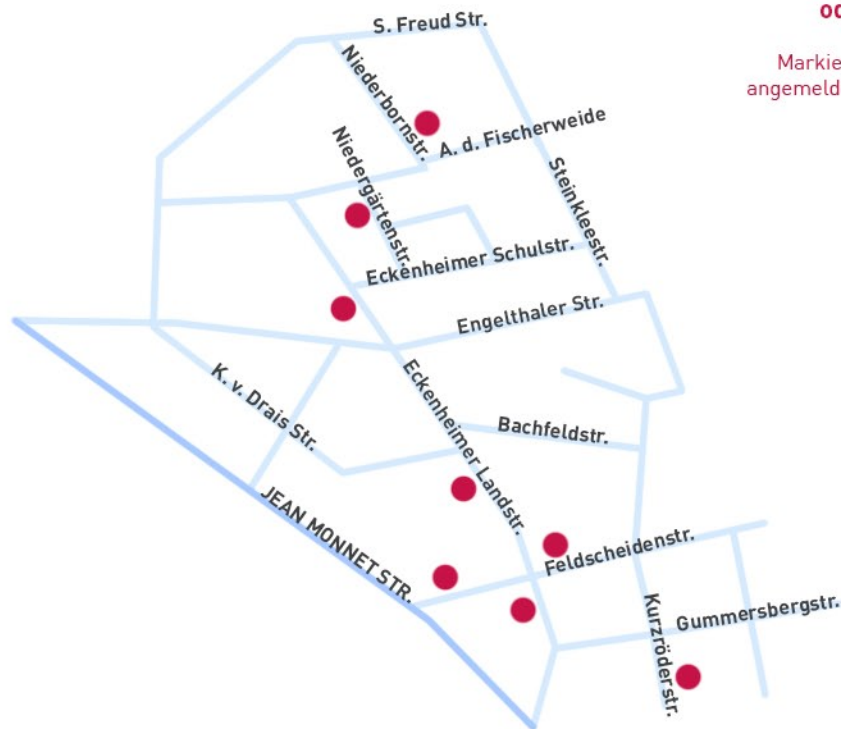 S. Freud Str.
Niederbornstr.
A. d. Fischerweide
Niedergärtenstr.
Steinkleestr.
Eckenheimer Schulstr.
Engelthaler Str.
K. v. Drais Str.
Eckenheimer Landstr.
Bachfeldstr.
JEAN MONNET STR.
Feldscheidenstr.
Kurzröderstr.
Gummersbergstr.